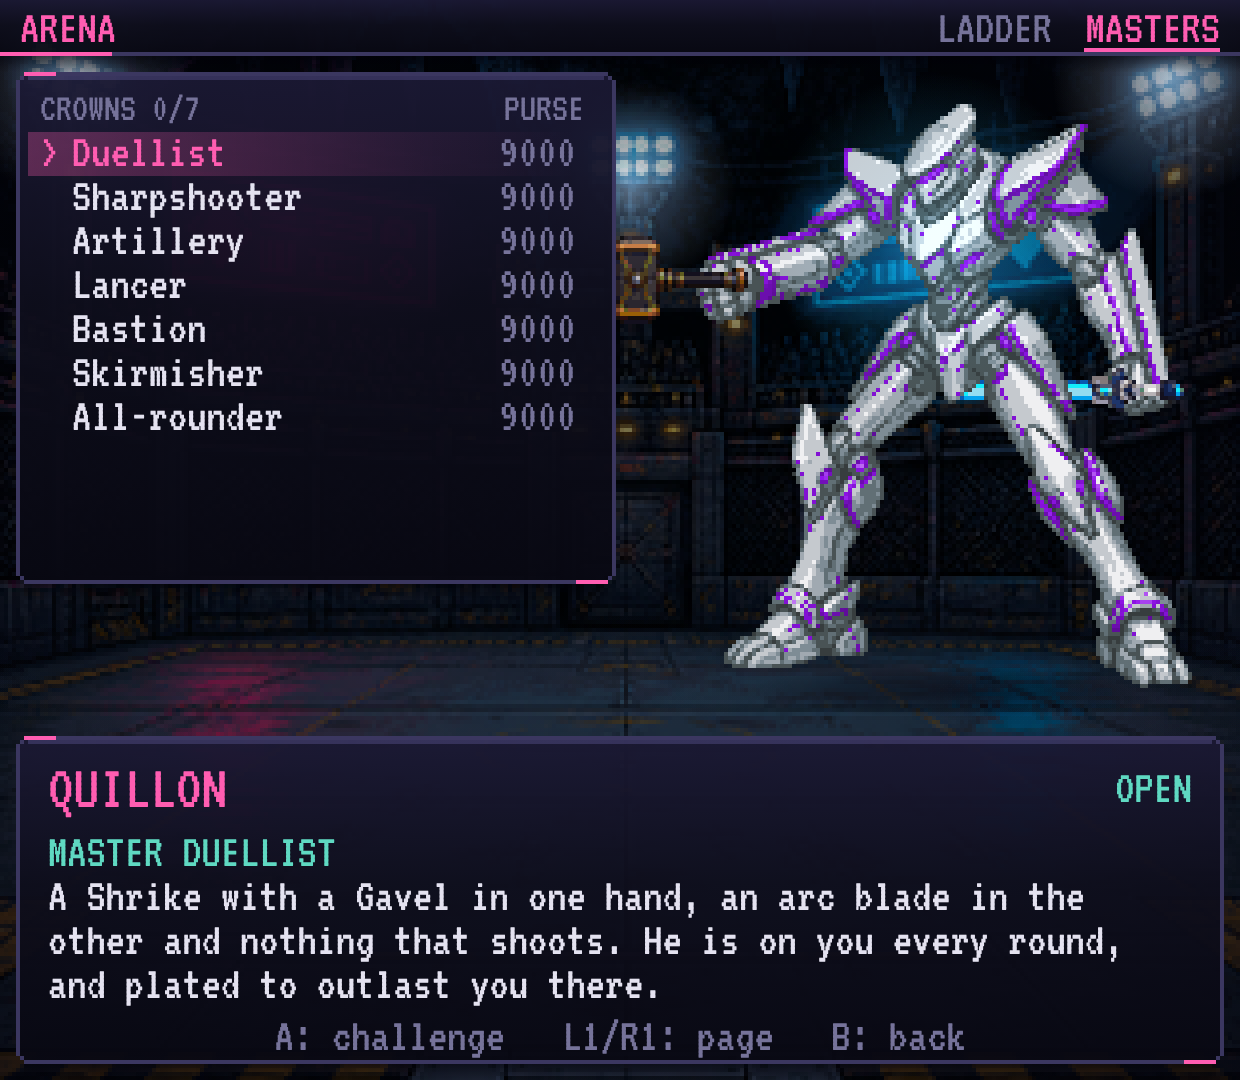 ARENA LADDER MASTERS
CROWNS 0/7 PURSE
> Duellist 9000
Sharpshooter 9000
Artillery 9000
Lancer 9000
Bastion 9000
Skirmisher 9000
All-rounder 9000
QUILLON OPEN
MASTER DUELLIST
A Shrike with a Gavel in one hand, an arc blade in the
other and nothing that shoots. He is on you every round,
and plated to outlast you there.
A: challenge L1/R1: page B: back